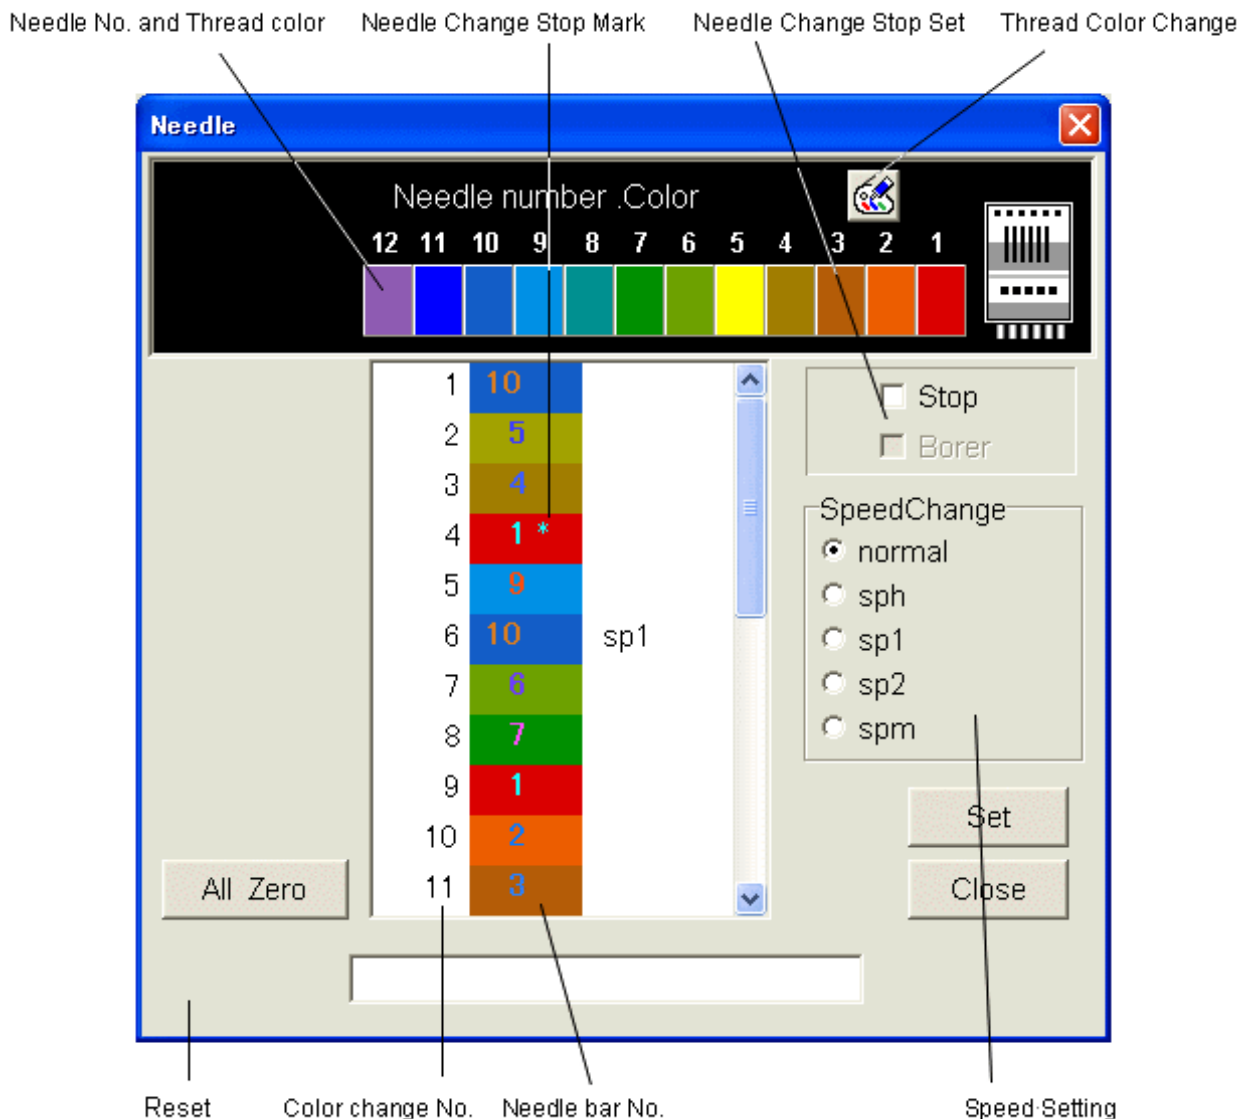 Needle No. and Thread color Needle Change Stop Mark Needle Change Stop Set Thread Color Change
Needle
Needle number .Color
12 11 10 9 8 7 6 5 4 3 2 1
1 10
2 5
3 4
4 1 *
5 9
6 10 sp1
7 6
8 7
9 1
10 2
11 3
Stop
Borer
SpeedChange
normal
sph
sp1
sp2
spm
Set
All Zero
Close
Reset Color change No. Needle bar No. Speed Setting